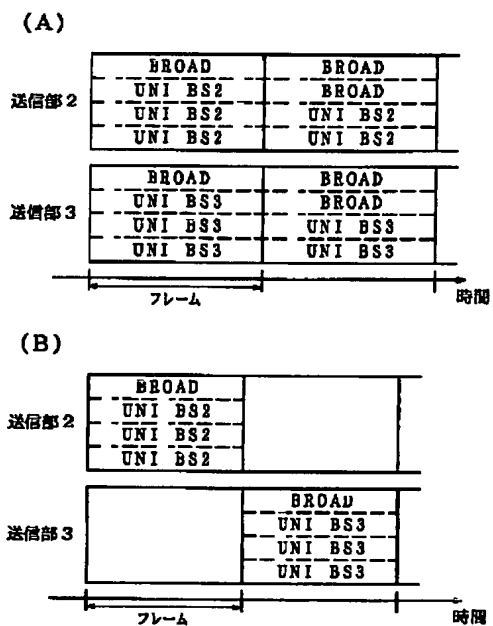 (A)
BROAD BROAD
UNI BS2 BROAD
送信部2
UNI BS2 UNI BS2
UNI BS2 UNI BS2
BROAD BROAD
UNI BS3 BROAD
送信部3
UNI BS3 UNI BS3
UNI BS3 UNI BS3
フレーム
時間
(B)
BROAD
UNI BS2
送信部2
UNI BS2
UNI BS2
BROAD
UNI BS3
送信部3
UNI BS3
UNI BS3
フレーム
時間